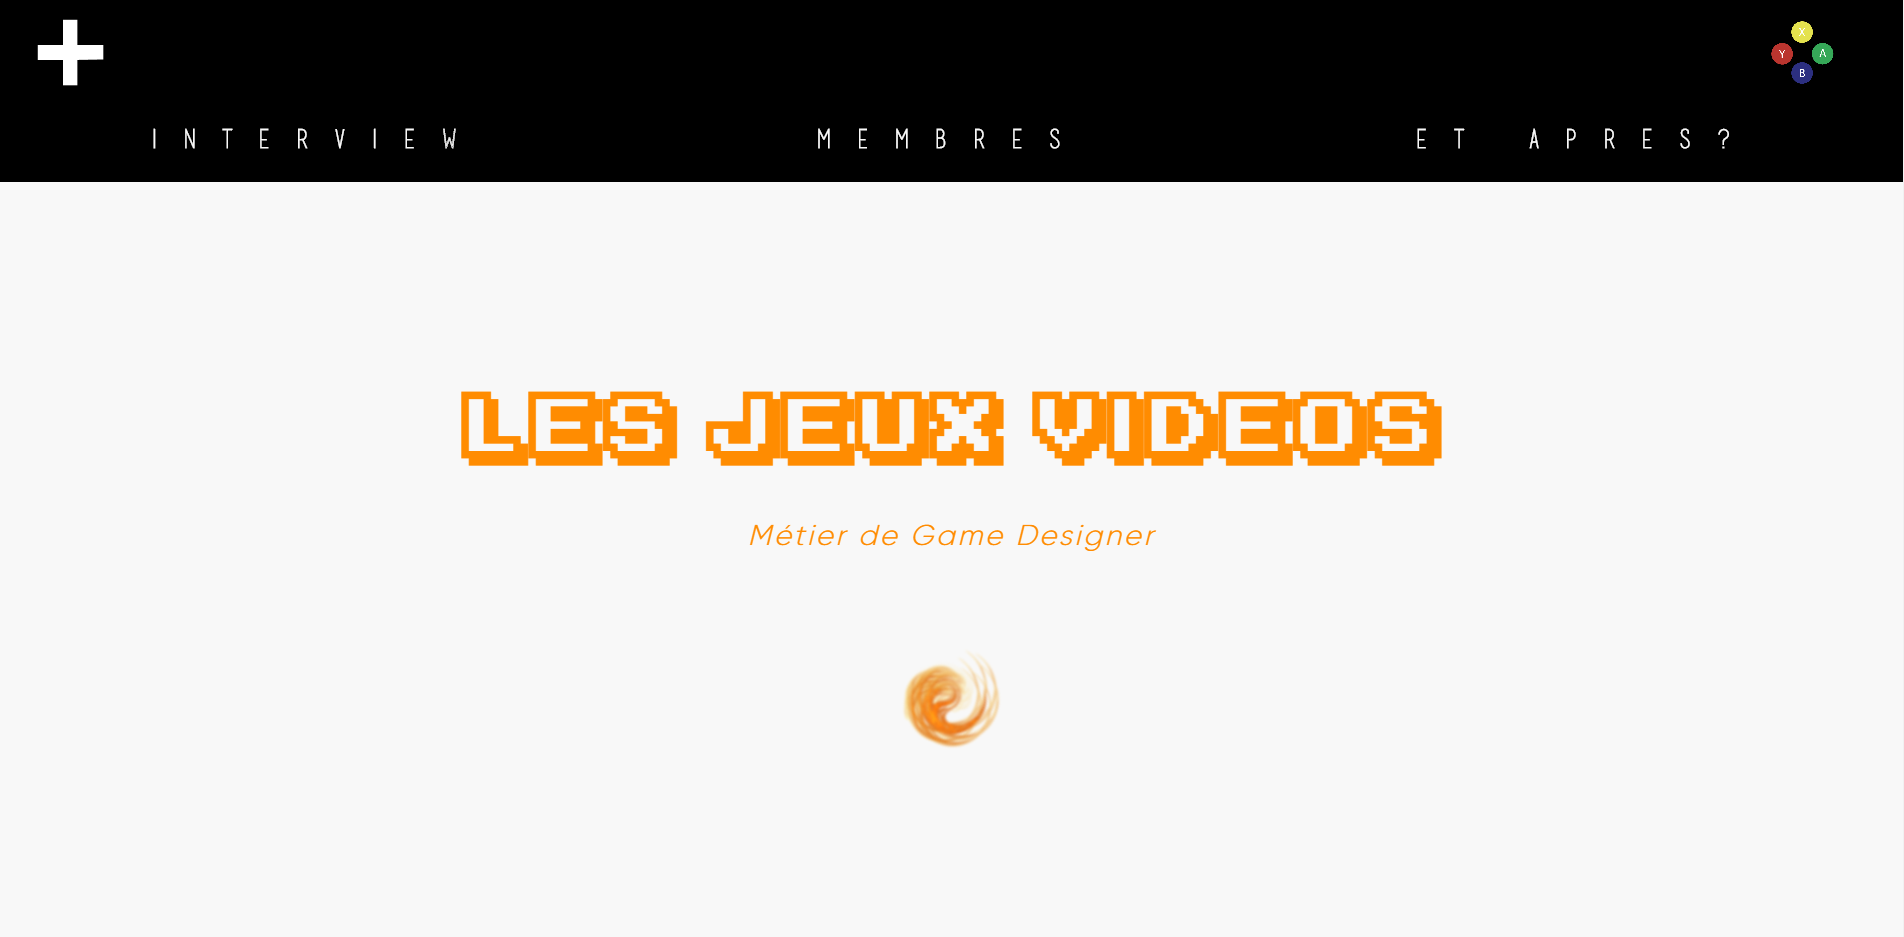 X
Y A
B
INTERVIEW MEMBRES ET APRES?
LES JEUX VIDEOS
Métier de Game Designer